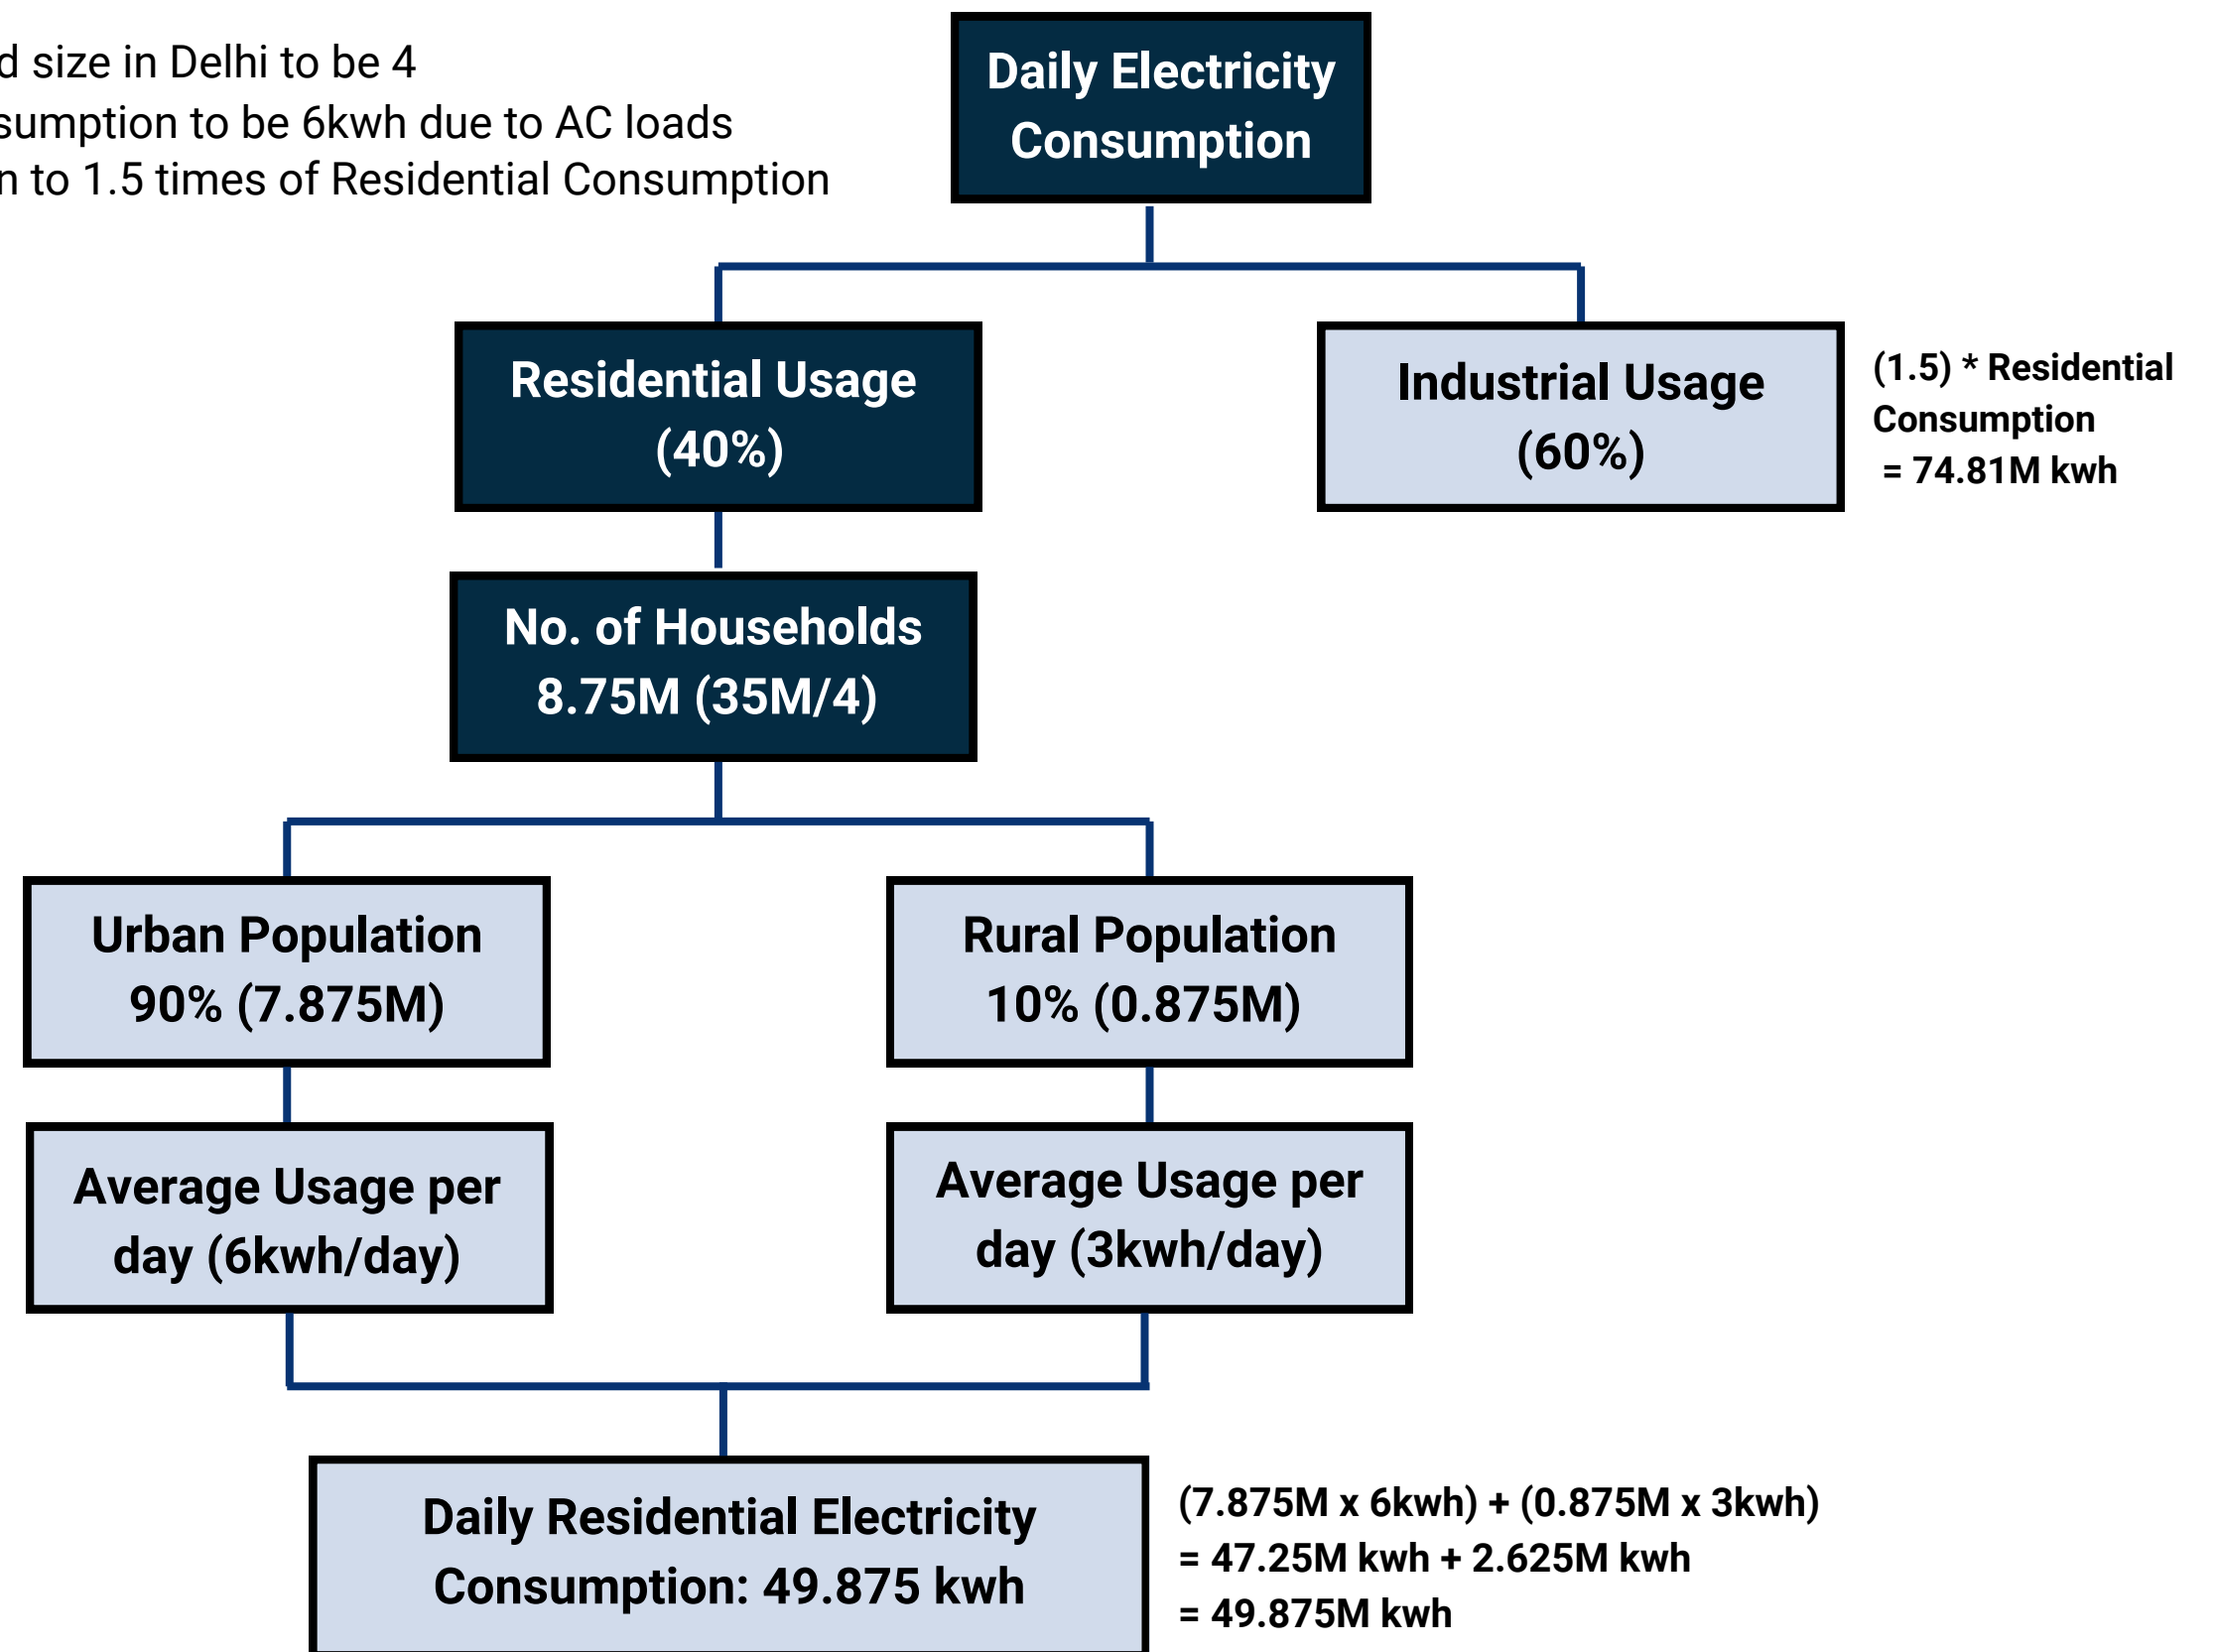 d size in Delhi to be 4
sumption to be 6kwh due to AC loads
n to 1.5 times of Residential Consumption
Daily Electricity
Consumption
Residential Usage
(40%)
Industrial Usage
(60%)
(1.5) * Residential
Consumption
= 74.81M kwh
No. of Households
8.75M (35M/4)
Urban Population
90% (7.875M)
Rural Population
10% (0.875M)
Average Usage per
day (6kwh/day)
Average Usage per
day (3kwh/day)
Daily Residential Electricity
Consumption: 49.875 kwh
(7.875M x 6kwh) + (0.875M x 3kwh)
= 47.25M kwh + 2.625M kwh
= 49.875M kwh